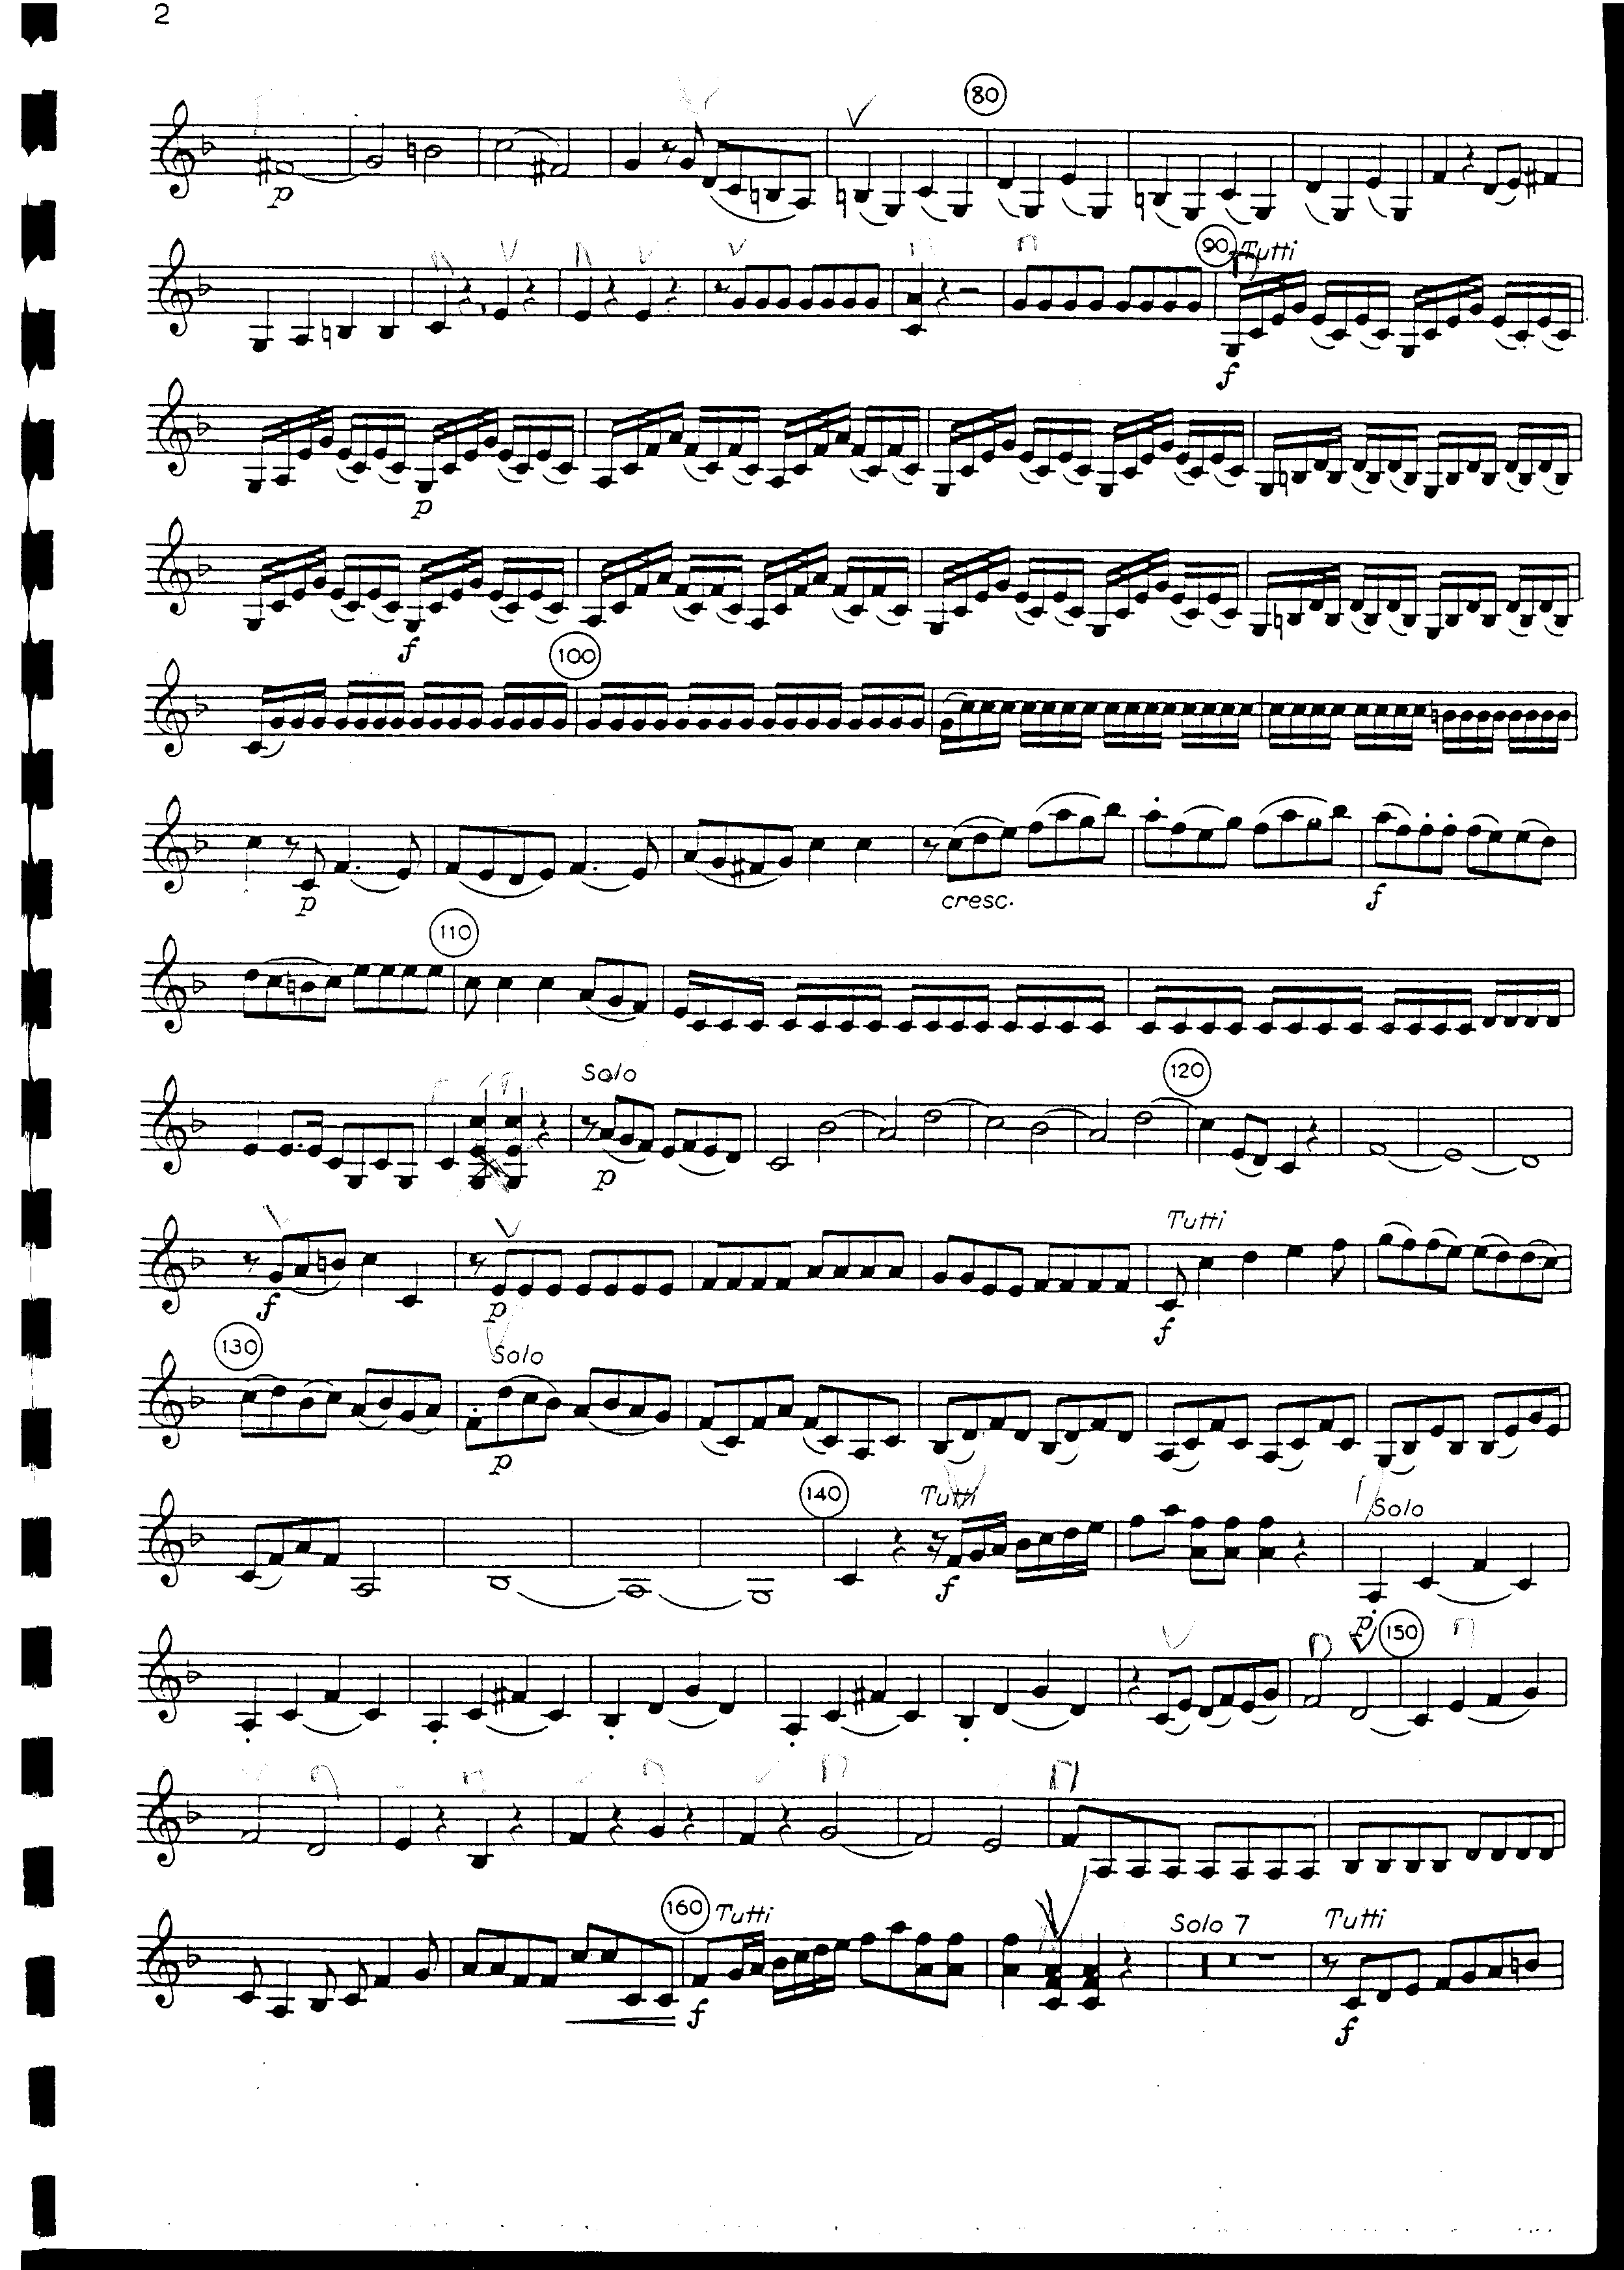 2
80
p
90 Tutti
f
p
f
100
p cresc. f
110
Solo 120
p
Tutti
f p f
130 Solo
p
140 Tutti Solo
f p
150
160 Tutti Solo 7 Tutti
f f